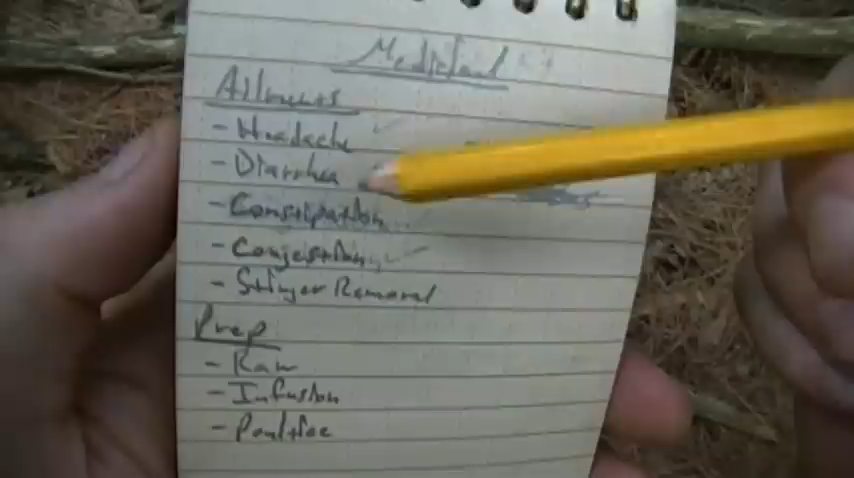 Medicinal
Ailments
- Headache
- Diarrhea
- Constipation
- Congestion
- Stinger Removal
Prep
- Raw
- Infusion
- Poultice